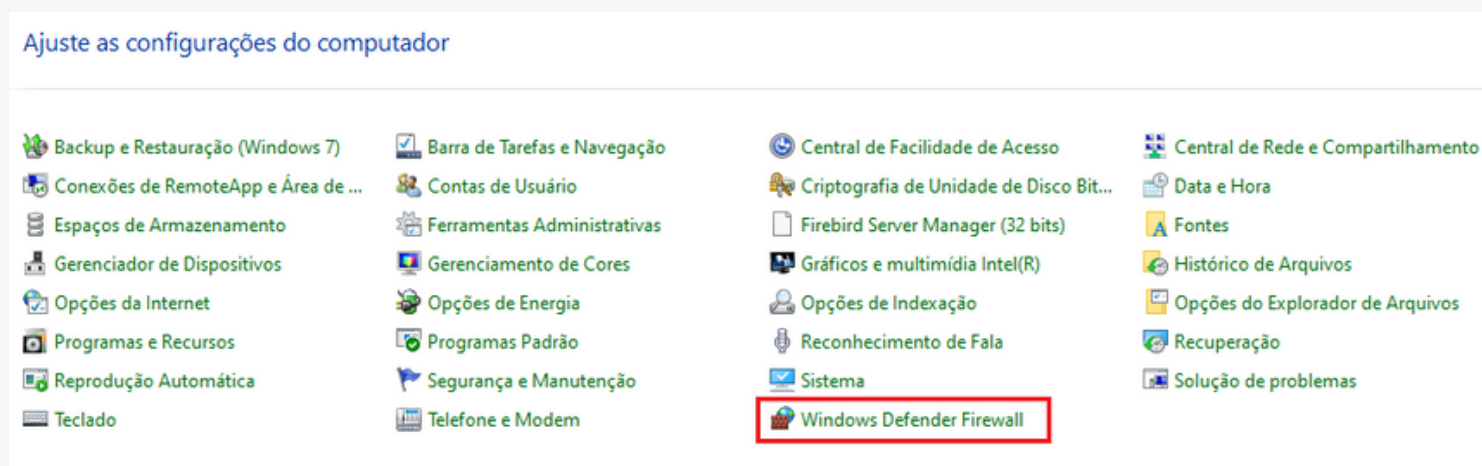 Ajuste as configurações do computador
Backup e Restauração (Windows 7)
Barra de Tarefas e Navegação
Central de Facilidade de Acesso
Central de Rede e Compartilhamento
Conexões de RemoteApp e Área de ...
Contas de Usuário
Criptografia de Unidade de Disco Bit...
Data e Hora
Espaços de Armazenamento
Ferramentas Administrativas
Firebird Server Manager (32 bits)
Fontes
Gerenciador de Dispositivos
Gerenciamento de Cores
Gráficos e multimídia Intel(R)
Histórico de Arquivos
Opções da Internet
Opções de Energia
Opções de Indexação
Opções do Explorador de Arquivos
Programas e Recursos
Programas Padrão
Reconhecimento de Fala
Recuperação
Reprodução Automática
Segurança e Manutenção
Sistema
Solução de problemas
Teclado
Telefone e Modem
Windows Defender Firewall